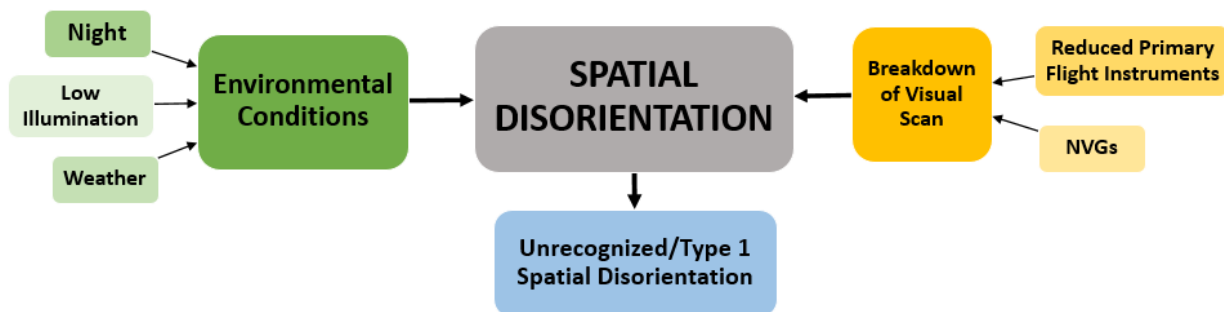 Night
Low
Illumination
Weather
Environmental
Conditions
SPATIAL
DISORIENTATION
Breakdown
of Visual
Scan
Reduced Primary
Flight Instruments
NVGs
Unrecognized/Type 1
Spatial Disorientation